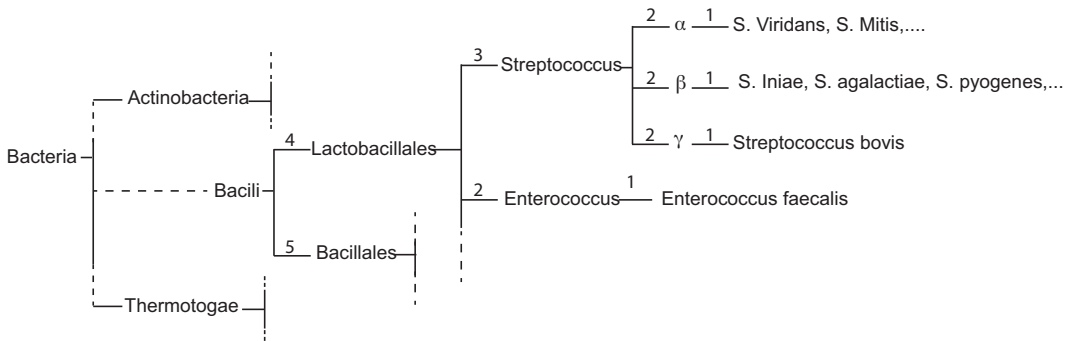 2 α 1 S. Viridans, S. Mitis,....
3 Streptococcus
2 β 1 S. Iniae, S. agalactiae, S. pyogenes,...
Actinobacteria
2 γ 1 Streptococcus bovis
4 Lactobacillales
Bacteria
Bacili
2 Enterococcus 1 Enterococcus faecalis
5 Bacillales
Thermotogae